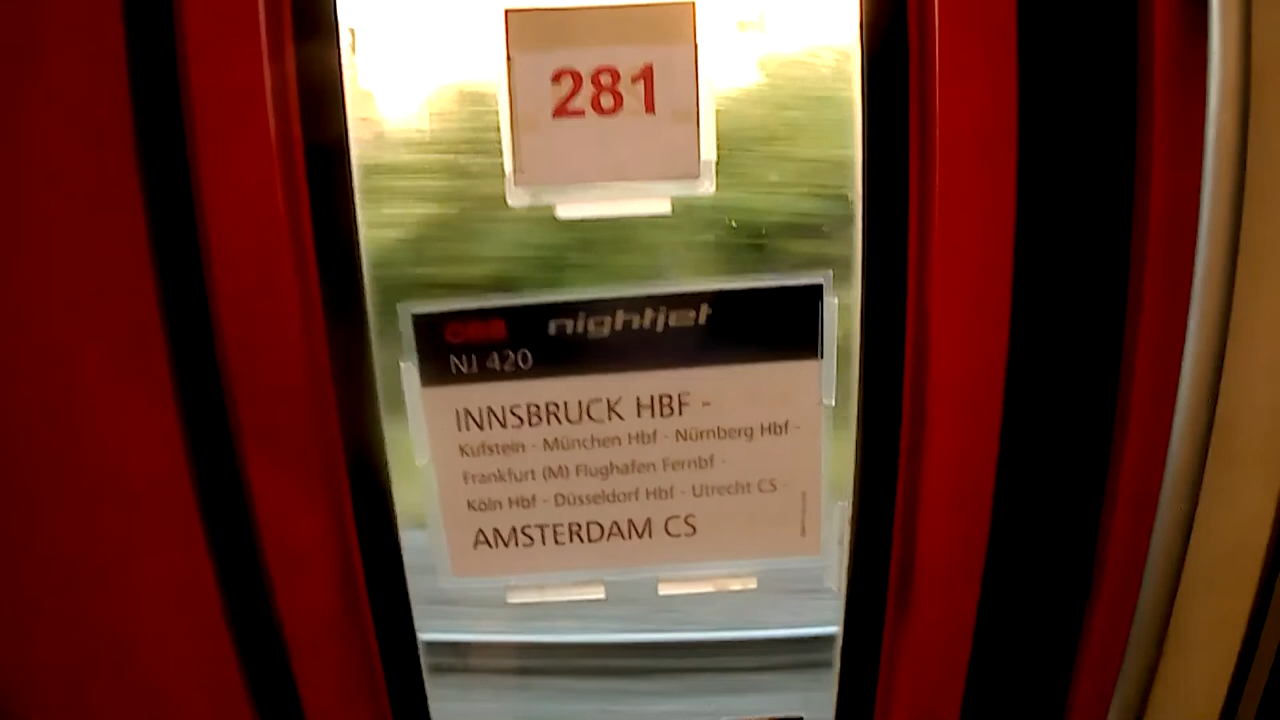 281
ÖBB nightjet
NJ 420
INNSBRUCK HBF -
Kufstein - München Hbf - Nürnberg Hbf -
Frankfurt (M) Flughafen Fernbf -
Köln Hbf - Düsseldorf Hbf - Utrecht CS -
AMSTERDAM CS